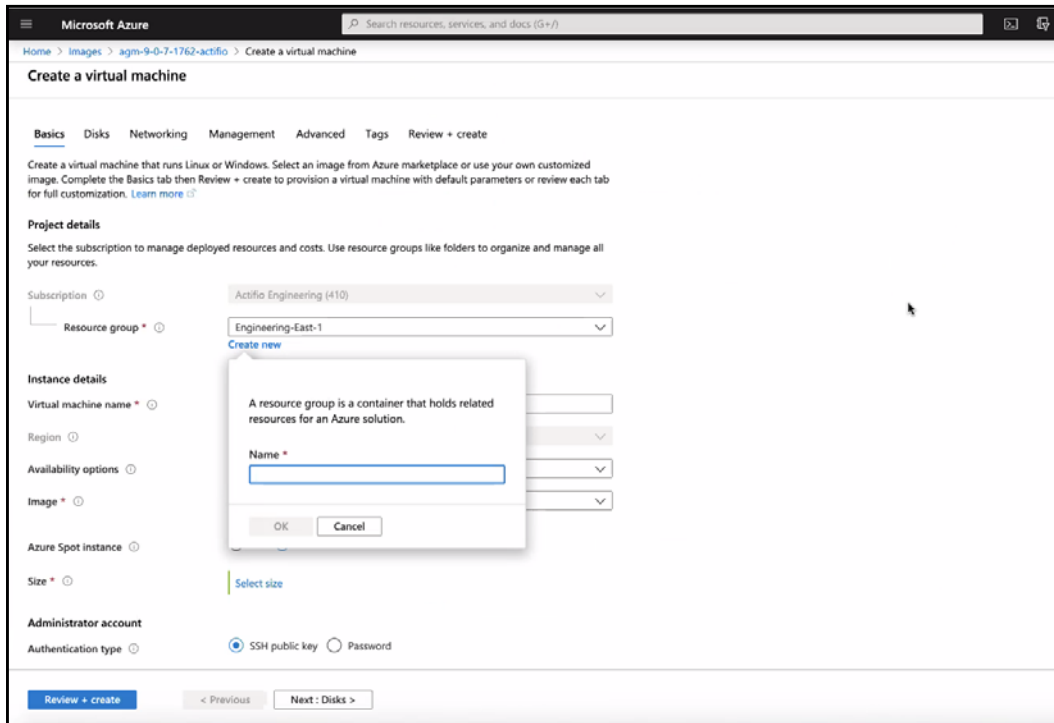 Microsoft Azure
Search resources, services, and docs (G+/)
Home > Images > agm-9-0-7-1762-actifio > Create a virtual machine
Create a virtual machine
Basics Disks Networking Management Advanced Tags Review + create
Create a virtual machine that runs Linux or Windows. Select an image from Azure marketplace or use your own customized
image. Complete the Basics tab then Review + create to provision a virtual machine with default parameters or review each tab
for full customization. Learn more
Project details
Select the subscription to manage deployed resources and costs. Use resource groups like folders to organize and manage all
your resources.
Subscription Actifio Engineering (410)
Resource group * Engineering-East-1
Create new
A resource group is a container that holds related
resources for an Azure solution.
Name *
OK Cancel
Instance details
Virtual machine name *
Region
Availability options
Image *
Azure Spot instance
Size * Select size
Administrator account
Authentication type SSH public key Password
Review + create < Previous Next : Disks >